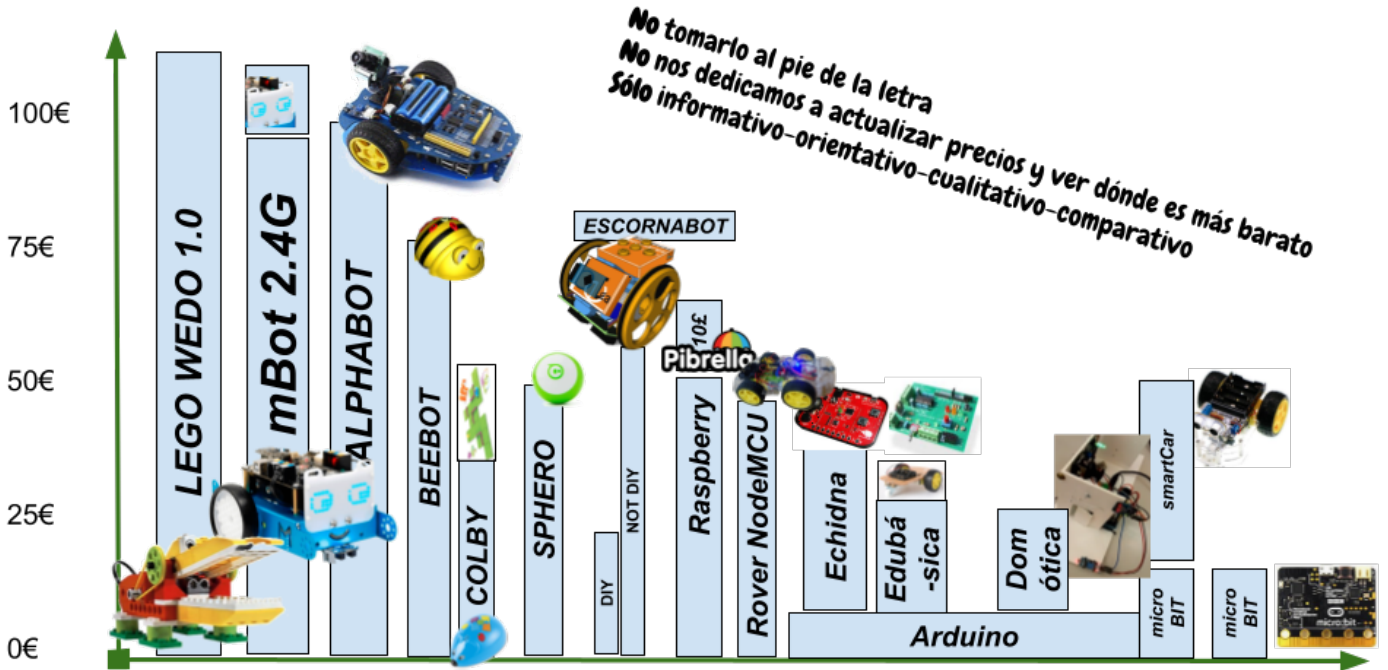 No tomarlo al pie de la letra
No nos dedicamos a actualizar precios y ver dónde es más barato
Sólo informativo-orientativo-cualitativo-comparativo
100€
75€
50€
25€
0€
LEGO WEDO 1.0
mBot 2.4G
ALPHABOT
BEEBOT
COLBY
SPHERO
ESCORNABOT
DIY
NOT DIY
10£
Pibrella
Raspberry
Rover NodeMCU
Echidna
Edubá
-sica
Dom
ótica
smartCar
micro
BIT
micro
BIT
Arduino
micro:bit